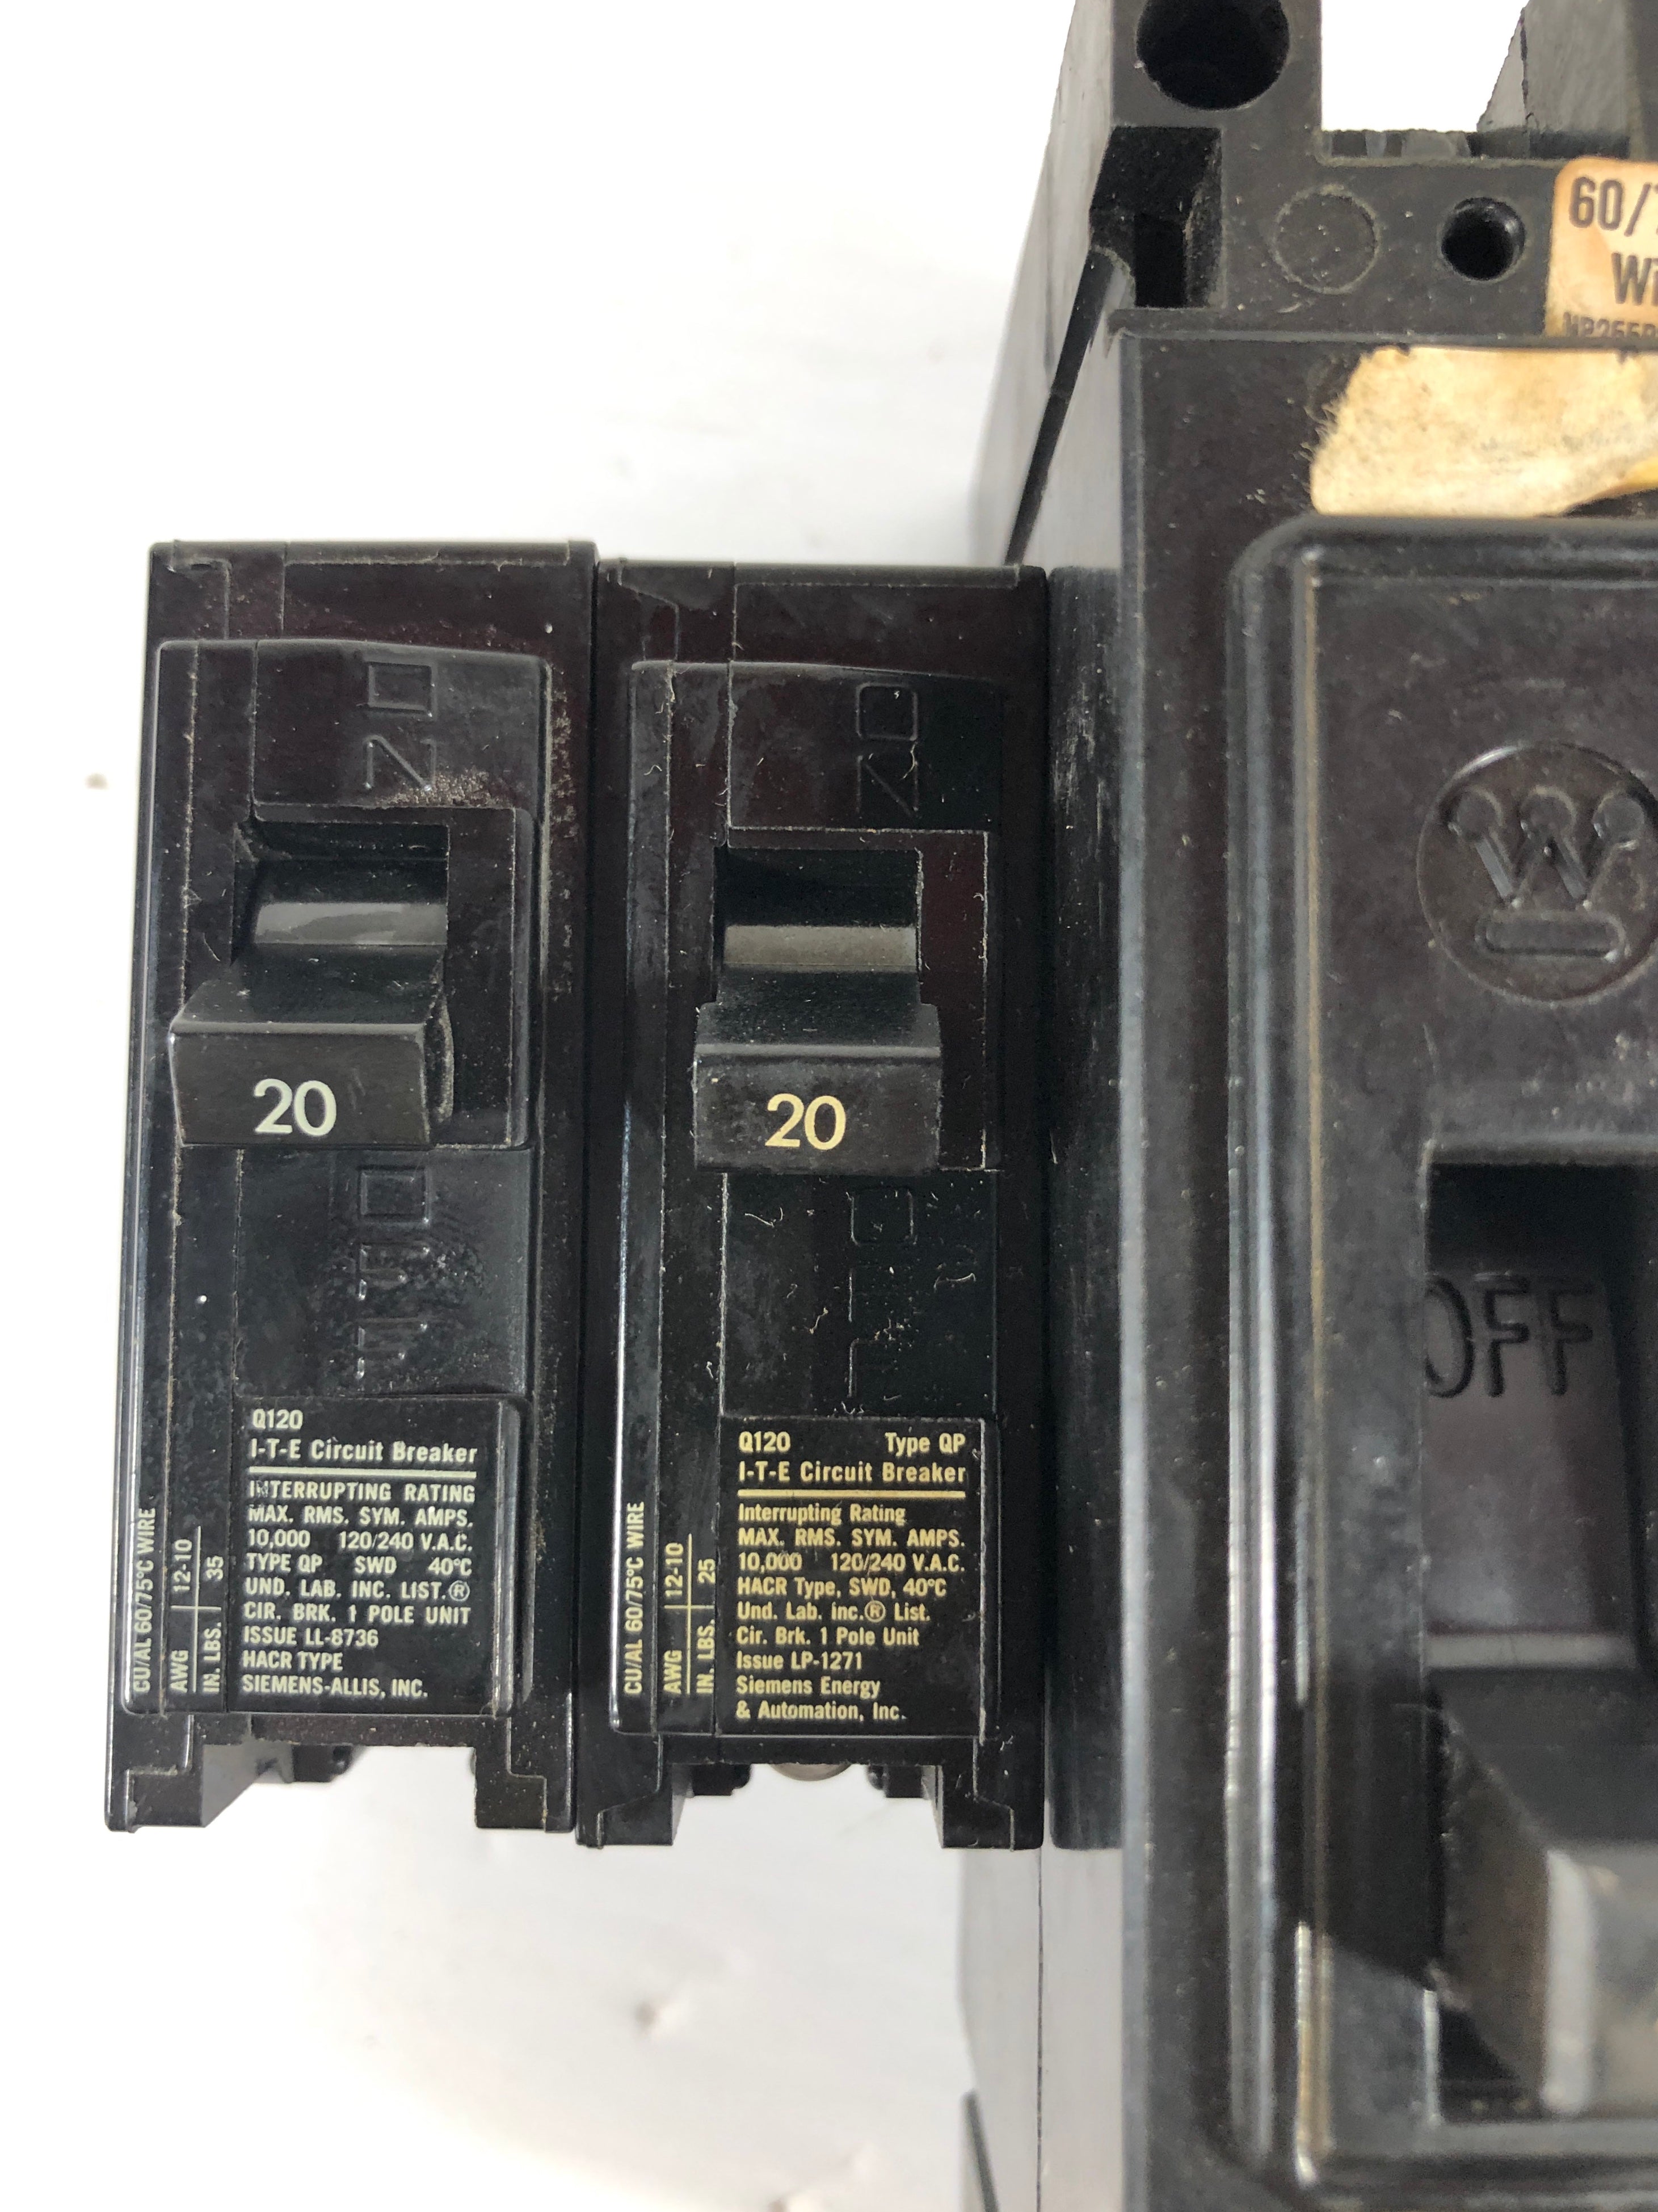 ON
20
OFF
Q120
I-T-E Circuit Breaker
INTERRUPTING RATING
MAX. RMS. SYM. AMPS.
10,000 120/240 V.A.C.
TYPE QP SWD 40°C
UND. LAB. INC. LIST.®
CIR. BRK. 1 POLE UNIT
ISSUE LL-8736
HACR TYPE
SIEMENS-ALLIS, INC.
CU/AL 60/75°C WIRE
AWG 12-10
IN. LBS. 35
ON
20
OFF
Q120 Type QP
I-T-E Circuit Breaker
Interrupting Rating
MAX. RMS. SYM. AMPS.
10,000 120/240 V.A.C.
HACR Type, SWD, 40°C
Und. Lab. inc.® List.
Cir. Brk. 1 Pole Unit
Issue LP-1271
Siemens Energy
& Automation, Inc.
CU/AL 60/75°C WIRE
AWG 12-10
IN. LBS. 25
60/
W
OFF